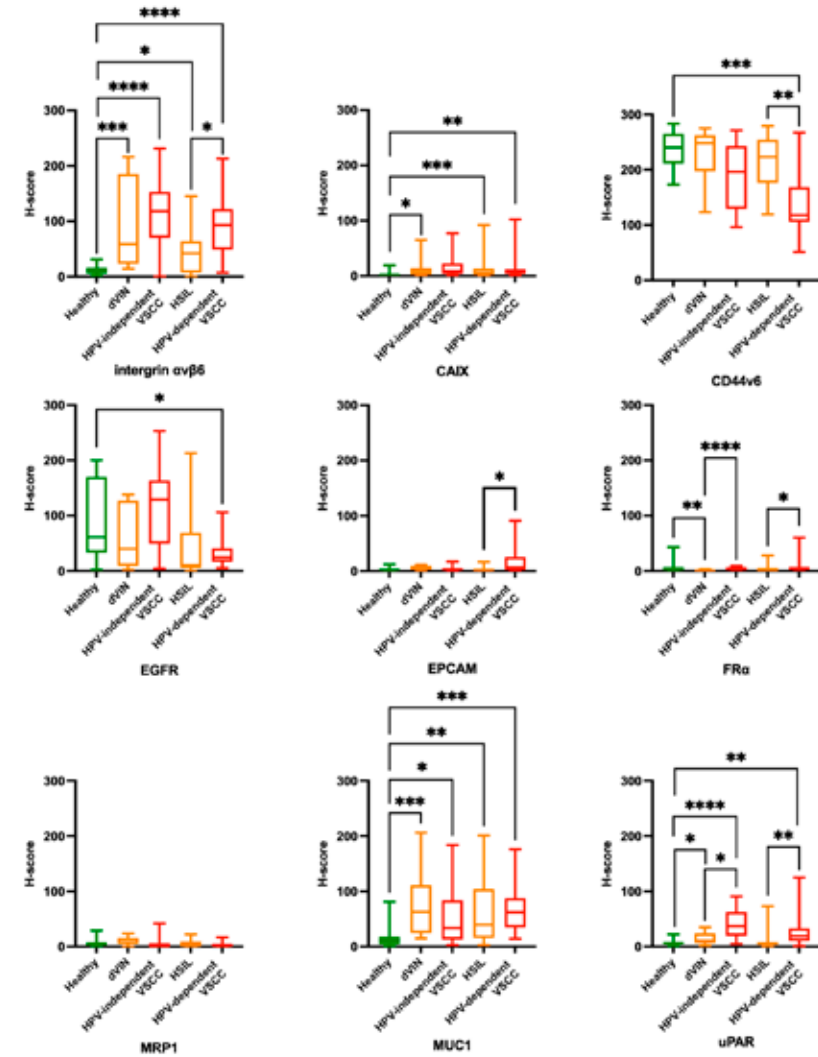 ****
*
****
***
*
300
200
100
0
H-score
Healthy
dVIN
HPV-independent
VSCC
HSIL
HPV-dependent
VSCC
intergrin αvβ6
**
***
*
300
200
100
0
H-score
Healthy
dVIN
HPV-independent
VSCC
HSIL
HPV-dependent
VSCC
CAIX
***
**
300
200
100
0
H-score
Healthy
dVIN
HPV-independent
VSCC
HSIL
HPV-dependent
VSCC
CD44v6
*
300
200
100
0
H-score
Healthy
dVIN
HPV-independent
VSCC
HSIL
HPV-dependent
VSCC
EGFR
*
300
200
100
0
H-score
Healthy
dVIN
HPV-independent
VSCC
HSIL
HPV-dependent
VSCC
EPCAM
****
**
*
300
200
100
0
H-score
Healthy
dVIN
HPV-independent
VSCC
HSIL
HPV-dependent
VSCC
FRα
300
200
100
0
H-score
Healthy
dVIN
HPV-independent
VSCC
HSIL
HPV-dependent
VSCC
MRP1
***
**
*
***
300
200
100
0
H-score
Healthy
dVIN
HPV-independent
VSCC
HSIL
HPV-dependent
VSCC
MUC1
**
****
*
*
**
300
200
100
0
H-score
Healthy
dVIN
HPV-independent
VSCC
HSIL
HPV-dependent
VSCC
uPAR